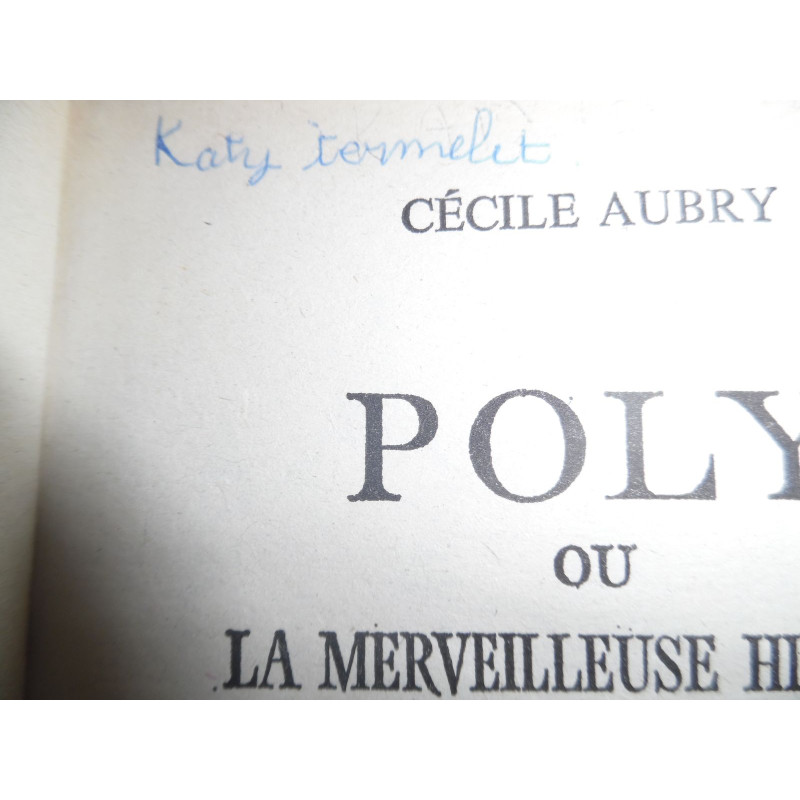 Katy termelet
CÉCILE AUBRY
POLY
OU
LA MERVEILLEUSE HI